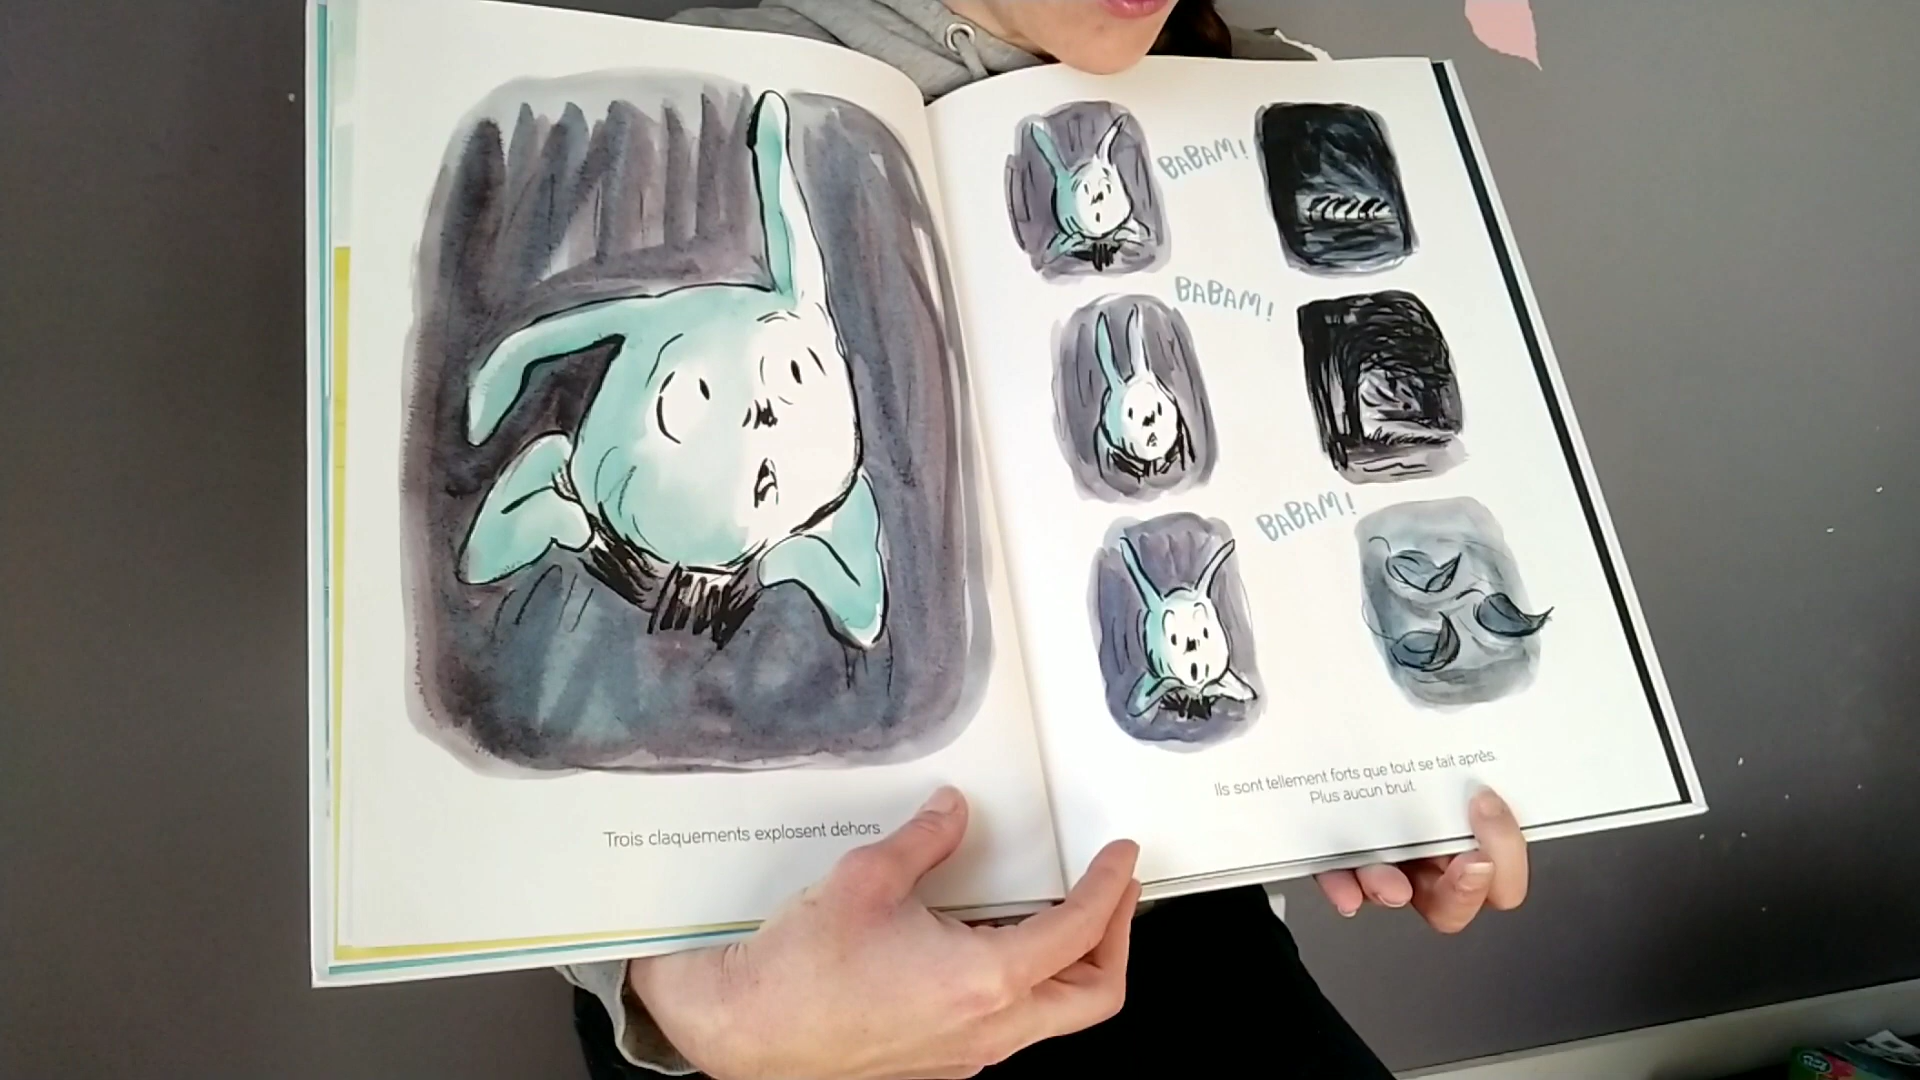 Trois claquements explosent dehors.
BABAM!
BABAM!
BABAM!
Ils sont tellement forts que tout se tait après.
Plus aucun bruit.